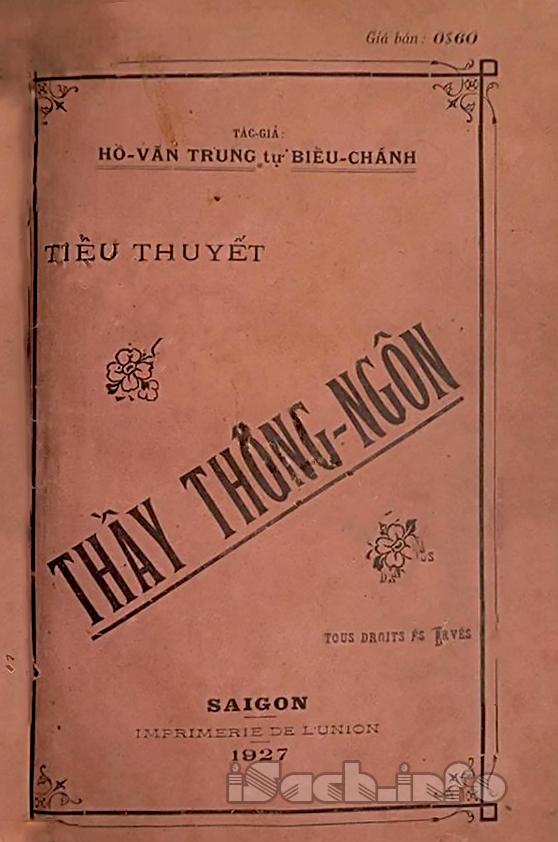 Giá bán: 0$60
TÁC-GIẢ:
HỒ-VĂN TRUNG tự BIỂU-CHÁNH
TIỂU THUYẾT
THẦY THÔNG-NGÔN
TOUS DROITS
SAIGON
IMPRIMERIE DE L'UNION
1927
iSach.info